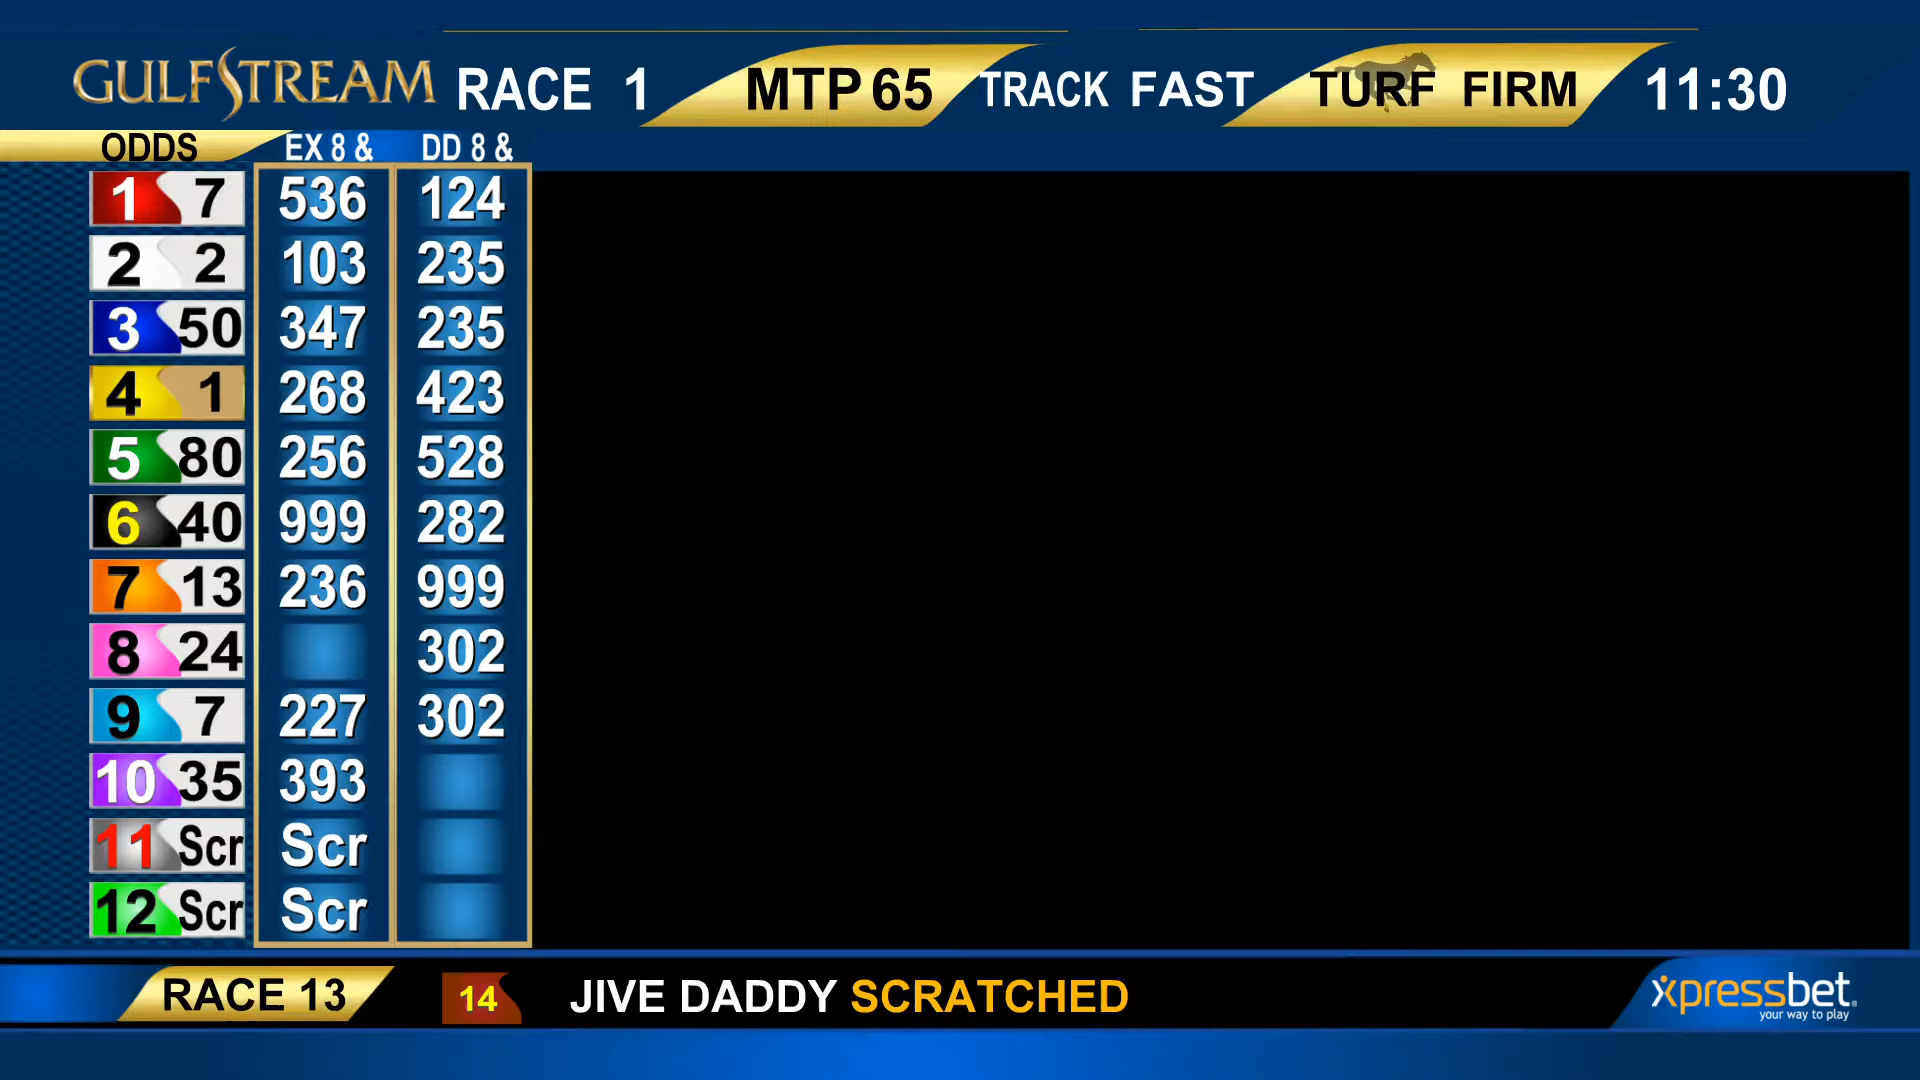 GULFSTREAM RACE 1 MTP 65 TRACK FAST TURF FIRM 11:30
ODDS EX 8 & DD 8 &
1 7 536 124
2 2 103 235
3 50 347 235
4 1 268 423
5 80 256 528
6 40 999 282
7 13 236 999
8 24 302
9 7 227 302
10 35 393
11 Scr Scr
12 Scr Scr
RACE 13 14 JIVE DADDY SCRATCHED xpressbet.
your way to play